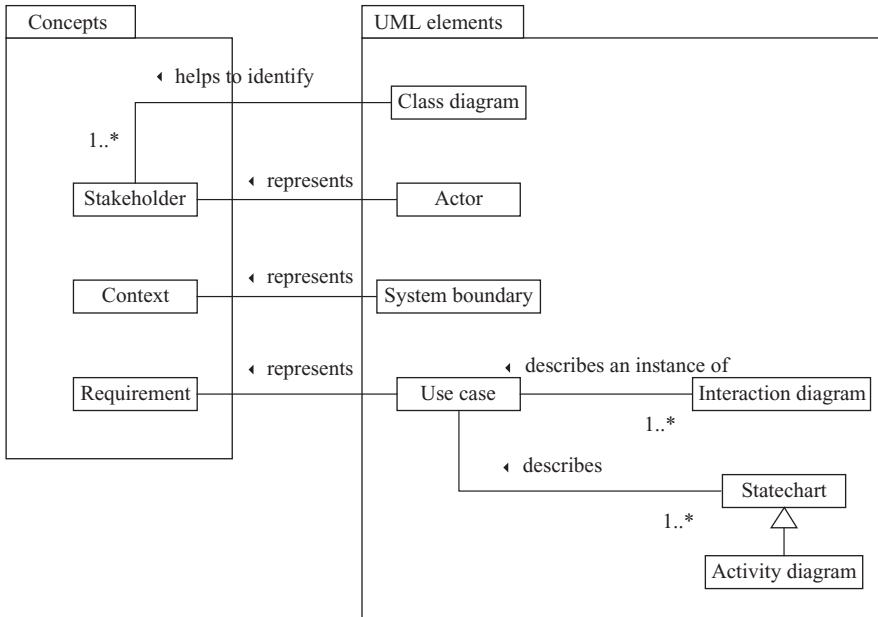 Concepts
UML elements
helps to identify
Class diagram
1..*
represents
Stakeholder
Actor
represents
Context
System boundary
represents
describes an instance of
Requirement
Use case
Interaction diagram
1..*
describes
Statechart
1..*
Activity diagram